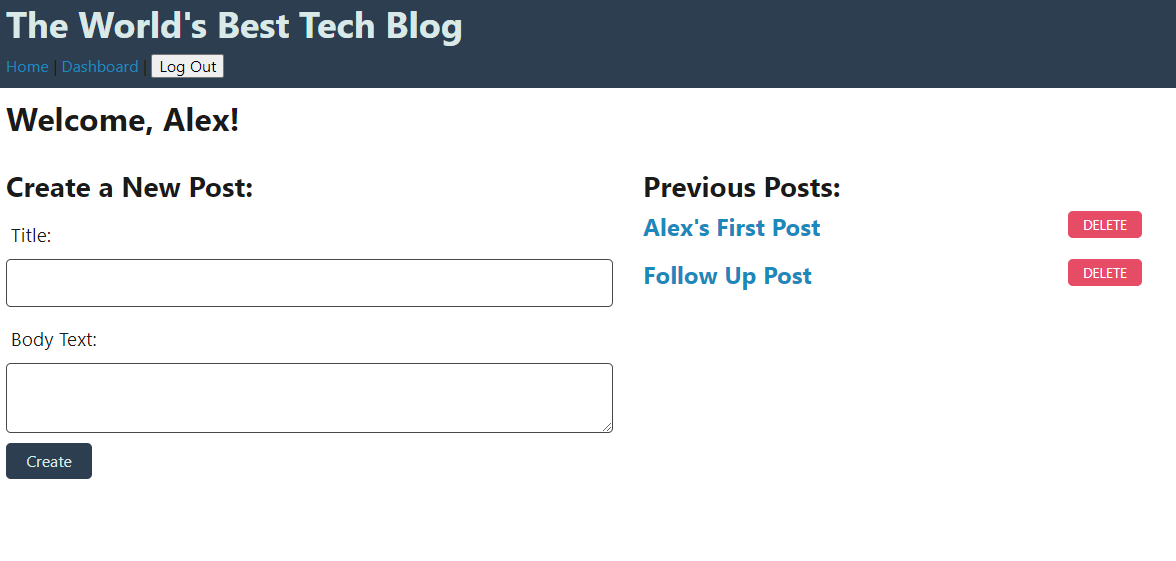 The World's Best Tech Blog
Home | Dashboard | Log Out
Welcome, Alex!
Create a New Post:
Title:
Body Text:
Create
Previous Posts:
Alex's First Post DELETE
Follow Up Post DELETE